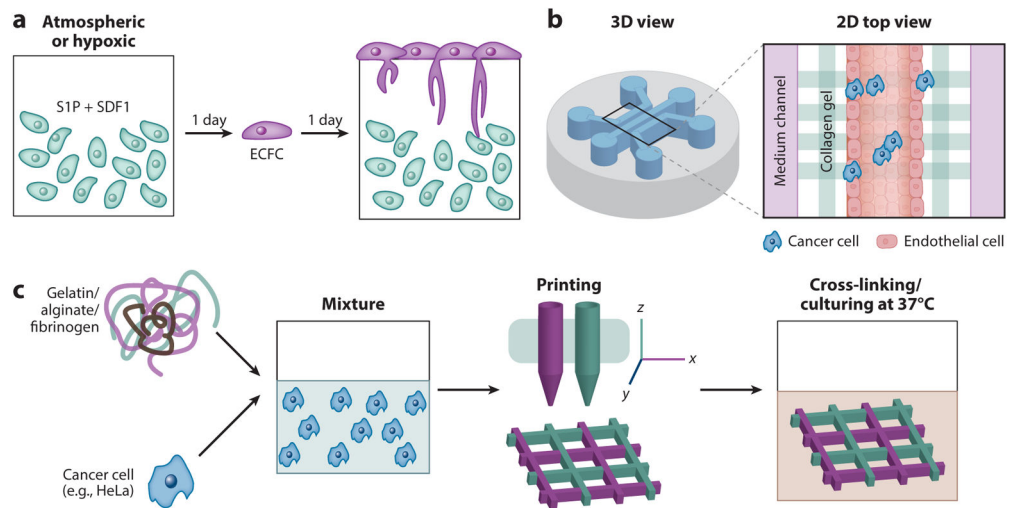 a
Atmospheric
or hypoxic
S1P + SDF1
1 day
ECFC
1 day
b
3D view
2D top view
Medium channel
Collagen gel
Cancer cell
Endothelial cell
c
Gelatin/
alginate/
fibrinogen
Cancer cell
(e.g., HeLa)
Mixture
Printing
z
x
y
Cross-linking/
culturing at 37°C